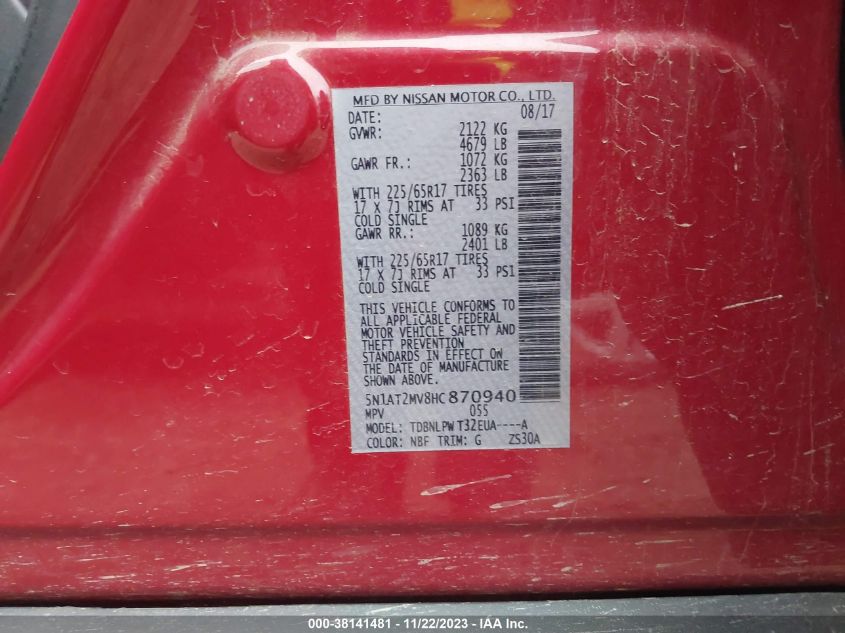 MFD BY NISSAN MOTOR CO., LTD.
DATE: 08/17
GVWR: 2122 KG
4679 LB
GAWR FR.: 1072 KG
2363 LB
WITH 225/65R17 TIRES
17 X 7J RIMS AT 33 PSI
COLD SINGLE
GAWR RR.: 1089 KG
2401 LB
WITH 225/65R17 TIRES
17 X 7J RIMS AT 33 PSI
COLD SINGLE
THIS VEHICLE CONFORMS TO
ALL APPLICABLE FEDERAL
MOTOR VEHICLE SAFETY AND
THEFT PREVENTION
STANDARDS IN EFFECT ON
THE DATE OF MANUFACTURE
SHOWN ABOVE.
5N1AT2MV8HC870940
MPV 05S
MODEL: TDBNLPW T32EUA----A
COLOR: NBF TRIM: G ZS30A
000-38141481 - 11/22/2023 - IAA, Inc.